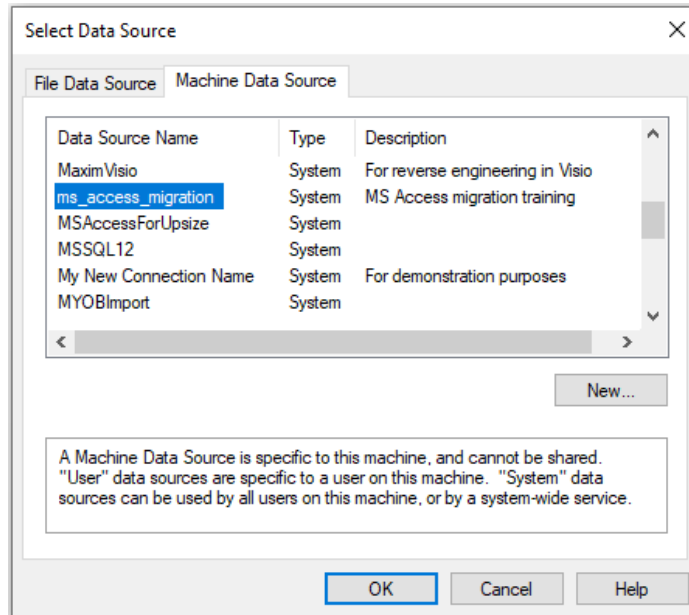 Select Data Source
File Data Source Machine Data Source
Data Source Name Type Description
MaximVisio System For reverse engineering in Visio
ms_access_migration System MS Access migration training
MSAccessForUpsize System
MSSQL12 System
My New Connection Name System For demonstration purposes
MYOBImport System
New...
A Machine Data Source is specific to this machine, and cannot be shared.
"User" data sources are specific to a user on this machine. "System" data
sources can be used by all users on this machine, or by a system-wide service.
OK Cancel Help